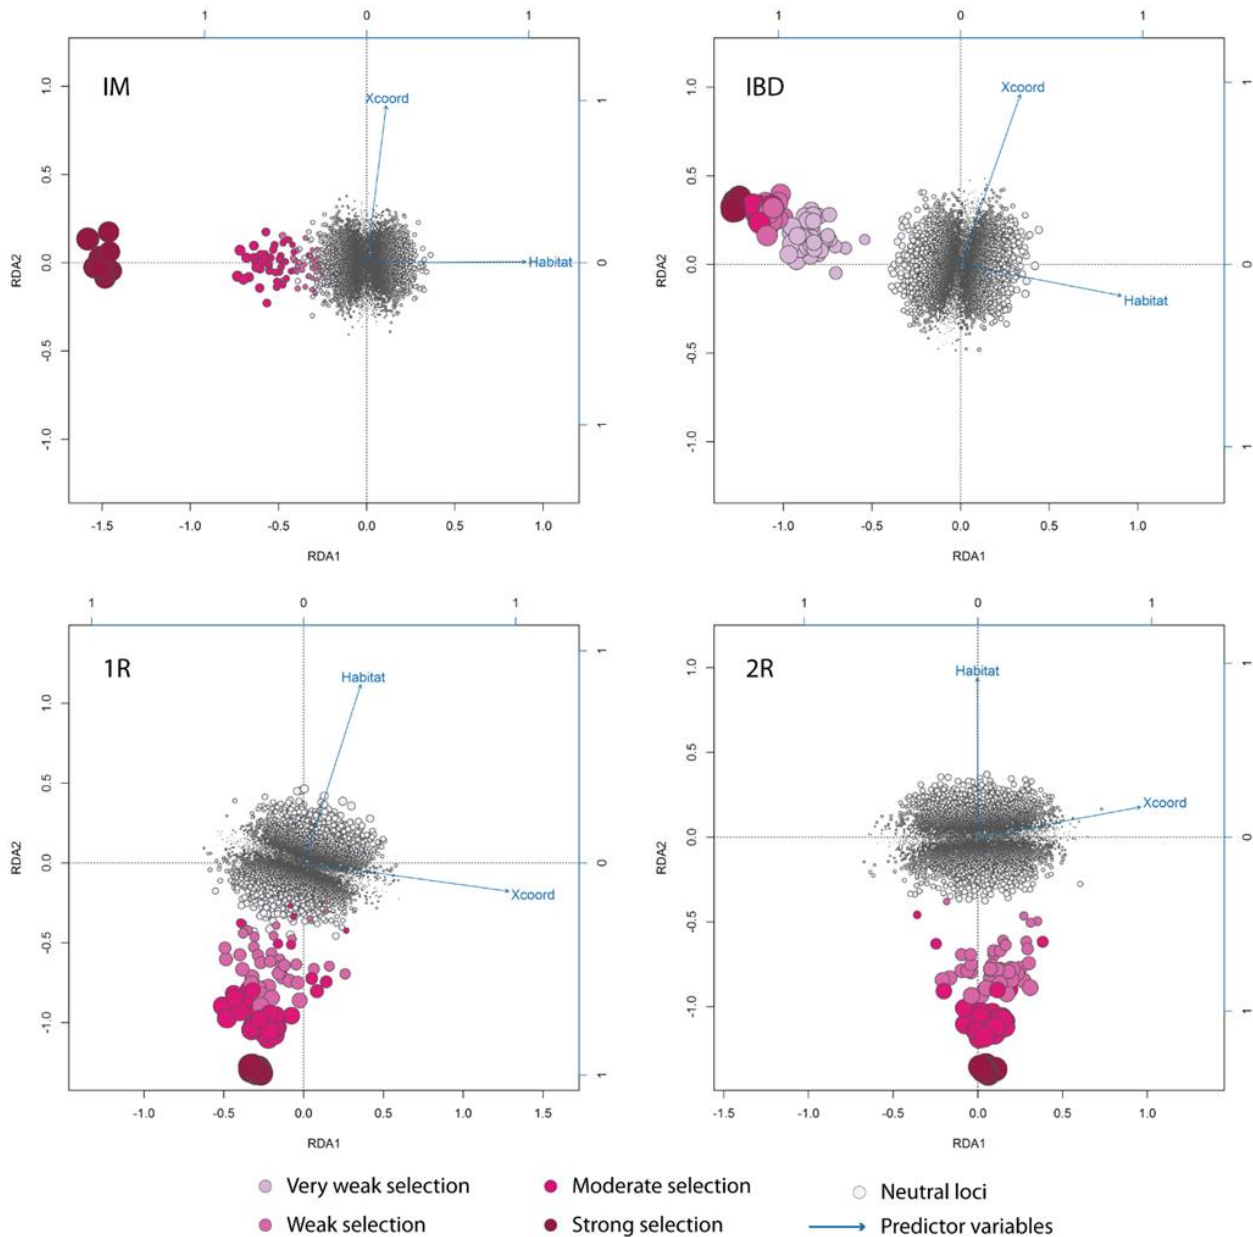 1 0 1
1 0 1
IM
Xcoord
Habitat
1.0
0.5
0.0
-0.5
-1.0
RDA2
1
0
1
-1.5 -1.0 -0.5 0.0 0.5 1.0
RDA1
IBD
Xcoord
Habitat
1.0
0.5
0.0
-0.5
-1.0
RDA2
1
0
1
-1.0 -0.5 0.0 0.5 1.0
RDA1
1 0 1
1 0 1
1R
Habitat
Xcoord
1.0
0.5
0.0
-0.5
-1.0
RDA2
1
0
1
-1.0 -0.5 0.0 0.5 1.0 1.5
RDA1
2R
Habitat
Xcoord
1.0
0.5
0.0
-0.5
-1.0
RDA2
1
0
1
-1.5 -1.0 -0.5 0.0 0.5 1.0
RDA1
Very weak selection
Weak selection
Moderate selection
Strong selection
Neutral loci
Predictor variables